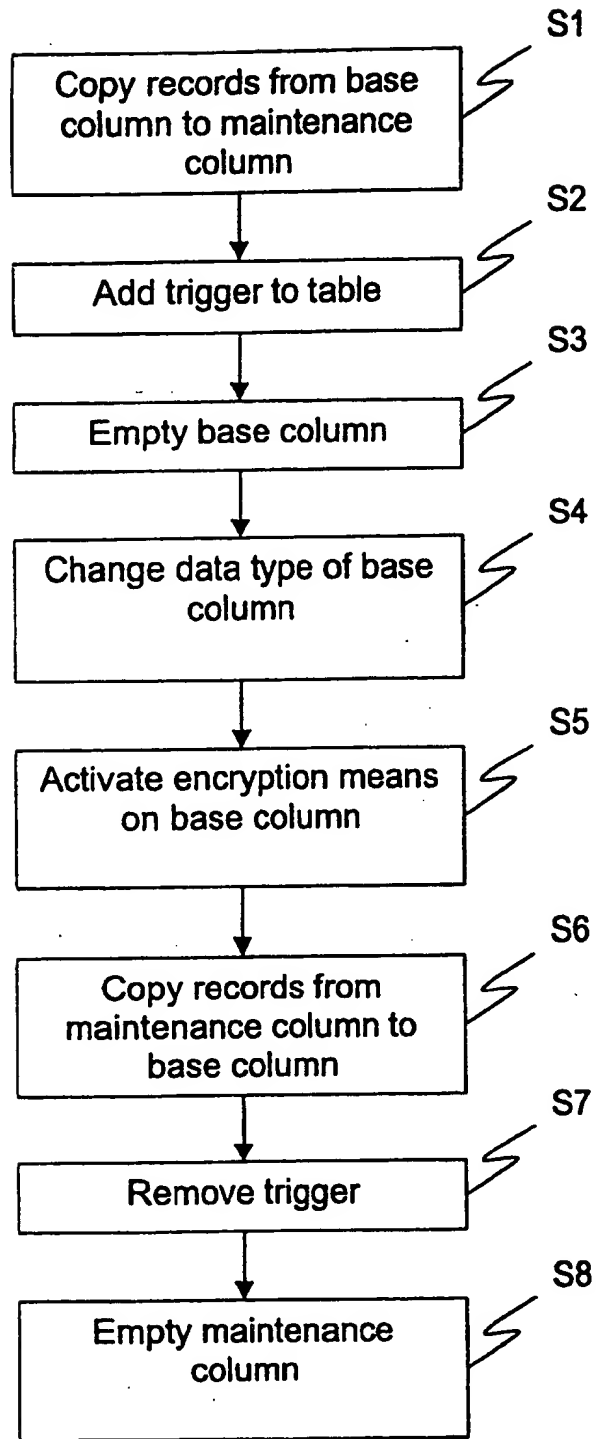 S1
Copy records from base
column to maintenance
column
S2
Add trigger to table
S3
Empty base column
S4
Change data type of base
column
S5
Activate encryption means
on base column
S6
Copy records from
maintenance column to
base column
S7
Remove trigger
S8
Empty maintenance
column